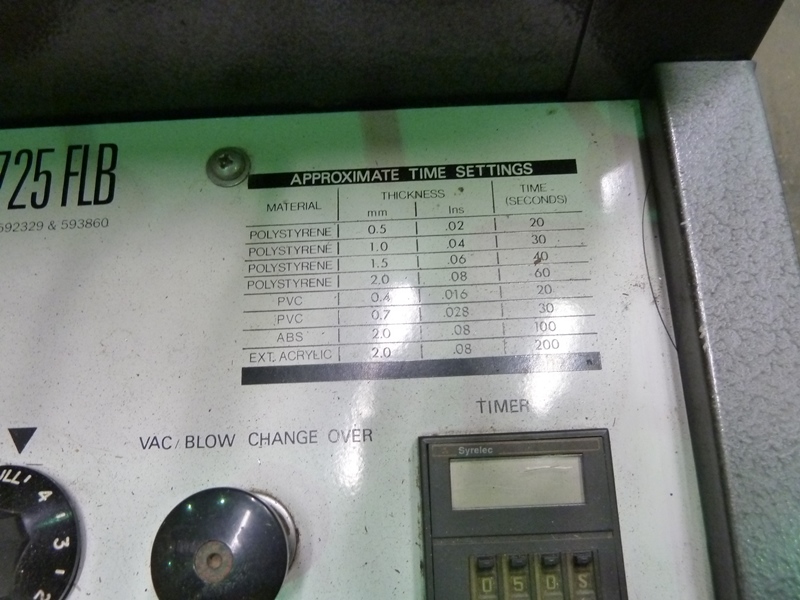 725 FLB
592329 & 593860
APPROXIMATE TIME SETTINGS
MATERIAL THICKNESS TIME (SECONDS)
mm Ins
POLYSTYRENE 0.5 .02 20
POLYSTYRENE 1.0 .04 30
POLYSTYRENE 1.5 .06 40
POLYSTYRENE 2.0 .08 60
PVC 0.4 .016 20
PVC 0.7 .028 30
ABS 2.0 .08 100
EXT. ACRYLIC 2.0 .08 200
TIMER
VAC/BLOW CHANGE OVER
Syrelec
4
3
2
0 5 0 S